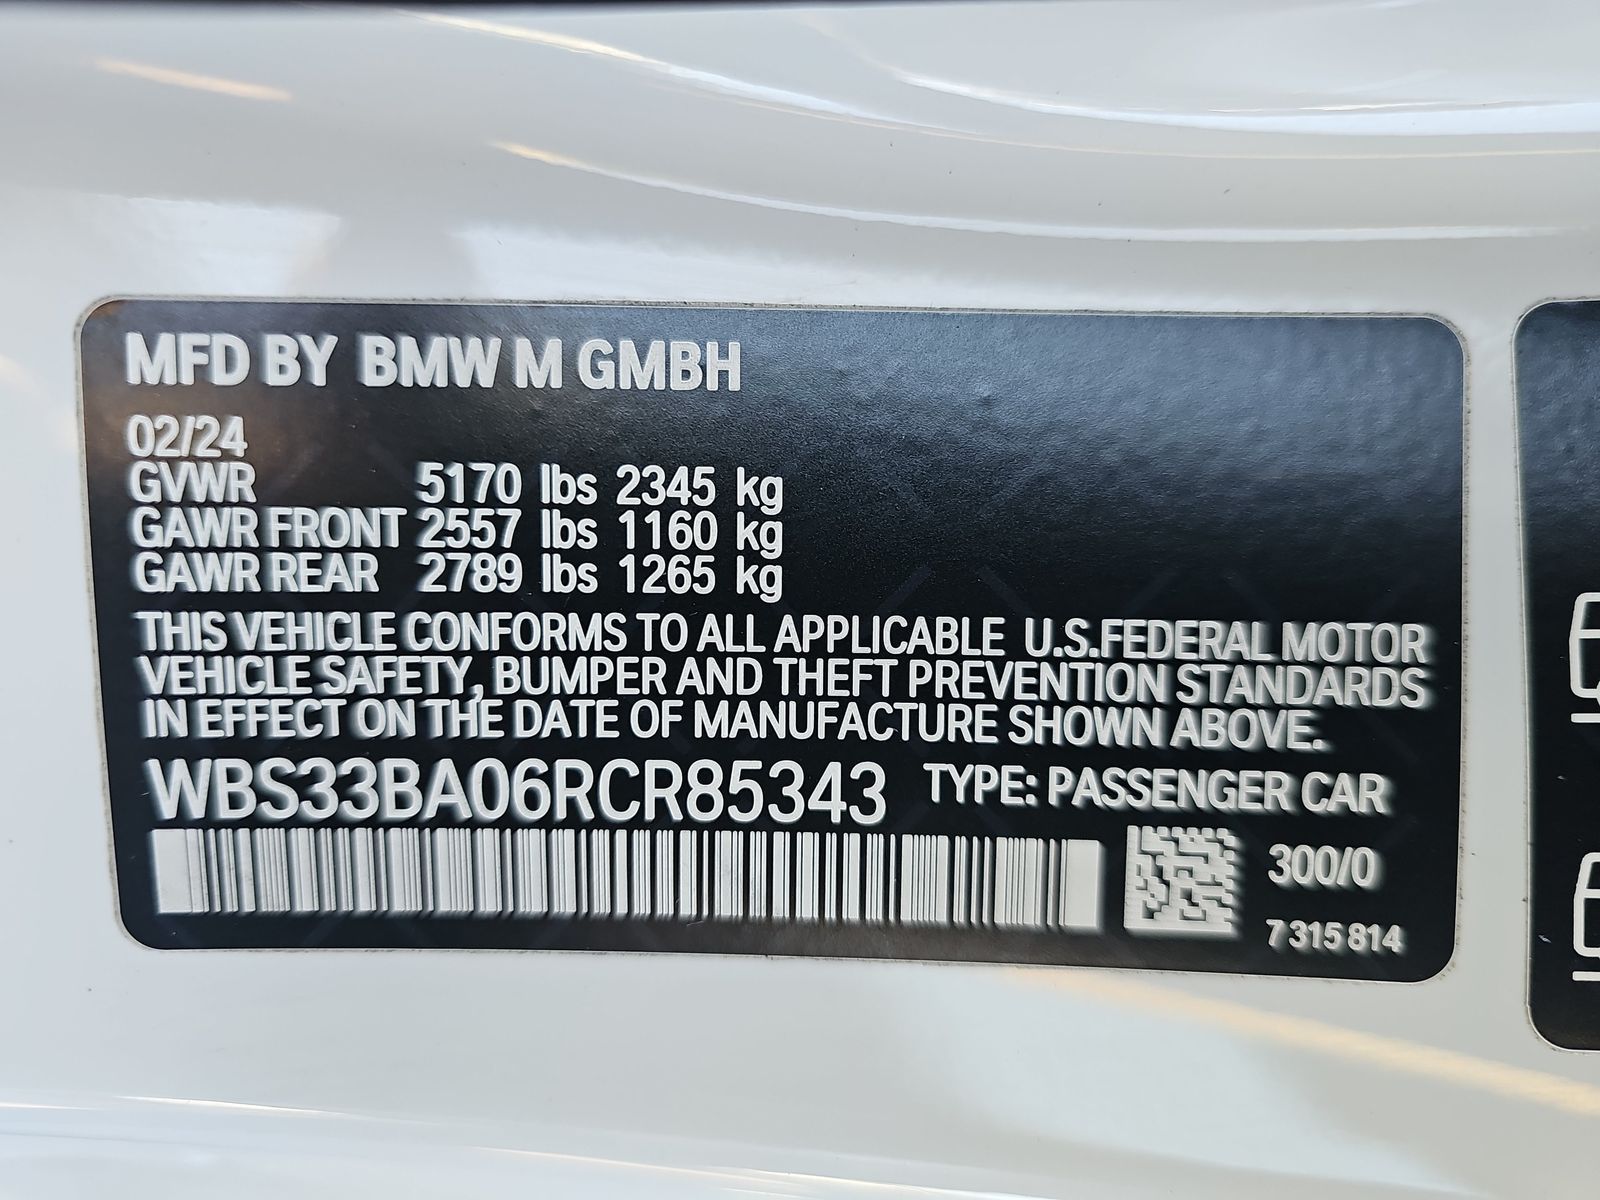 MFD BY BMW M GMBH
02/24
GVWR 5170 lbs 2345 kg
GAWR FRONT 2557 lbs 1160 kg
GAWR REAR 2789 lbs 1265 kg
THIS VEHICLE CONFORMS TO ALL APPLICABLE U.S.FEDERAL MOTOR
VEHICLE SAFETY, BUMPER AND THEFT PREVENTION STANDARDS
IN EFFECT ON THE DATE OF MANUFACTURE SHOWN ABOVE.
WBS33BA06RCR85343 TYPE: PASSENGER CAR
300/0
7 315 814